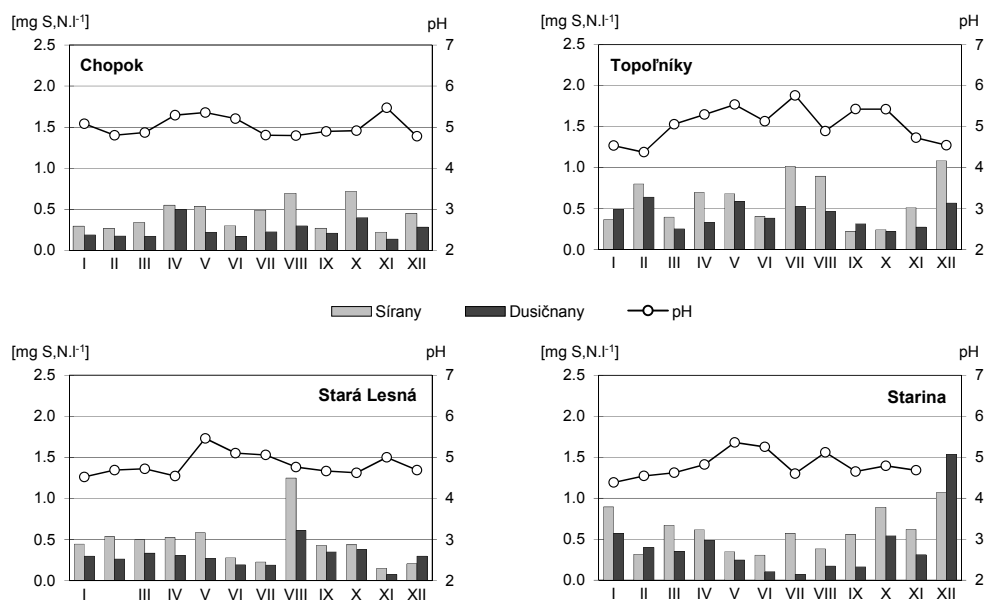 [mg S,N.l-1] pH [mg S,N.l-1] pH
2.5 7 2.5 7
Chopok Topoľníky
2.0 6 2.0 6
1.5 5 1.5 5
1.0 4 1.0 4
0.5 3 0.5 3
0.0 2 0.0 2
I II III IV V VI VII VIII IX X XI XII I II III IV V VI VII VIII IX X XI XII
Sírany Dusičnany pH
[mg S,N.l-1] pH [mg S,N.l-1] pH
2.5 7 2.5 7
Stará Lesná Starina
2.0 6 2.0 6
1.5 5 1.5 5
1.0 4 1.0 4
0.5 3 0.5 3
0.0 2 0.0 2
I III IV V VI VII VIII IX X XI XII I II III IV V VI VII VIII IX X XI XII